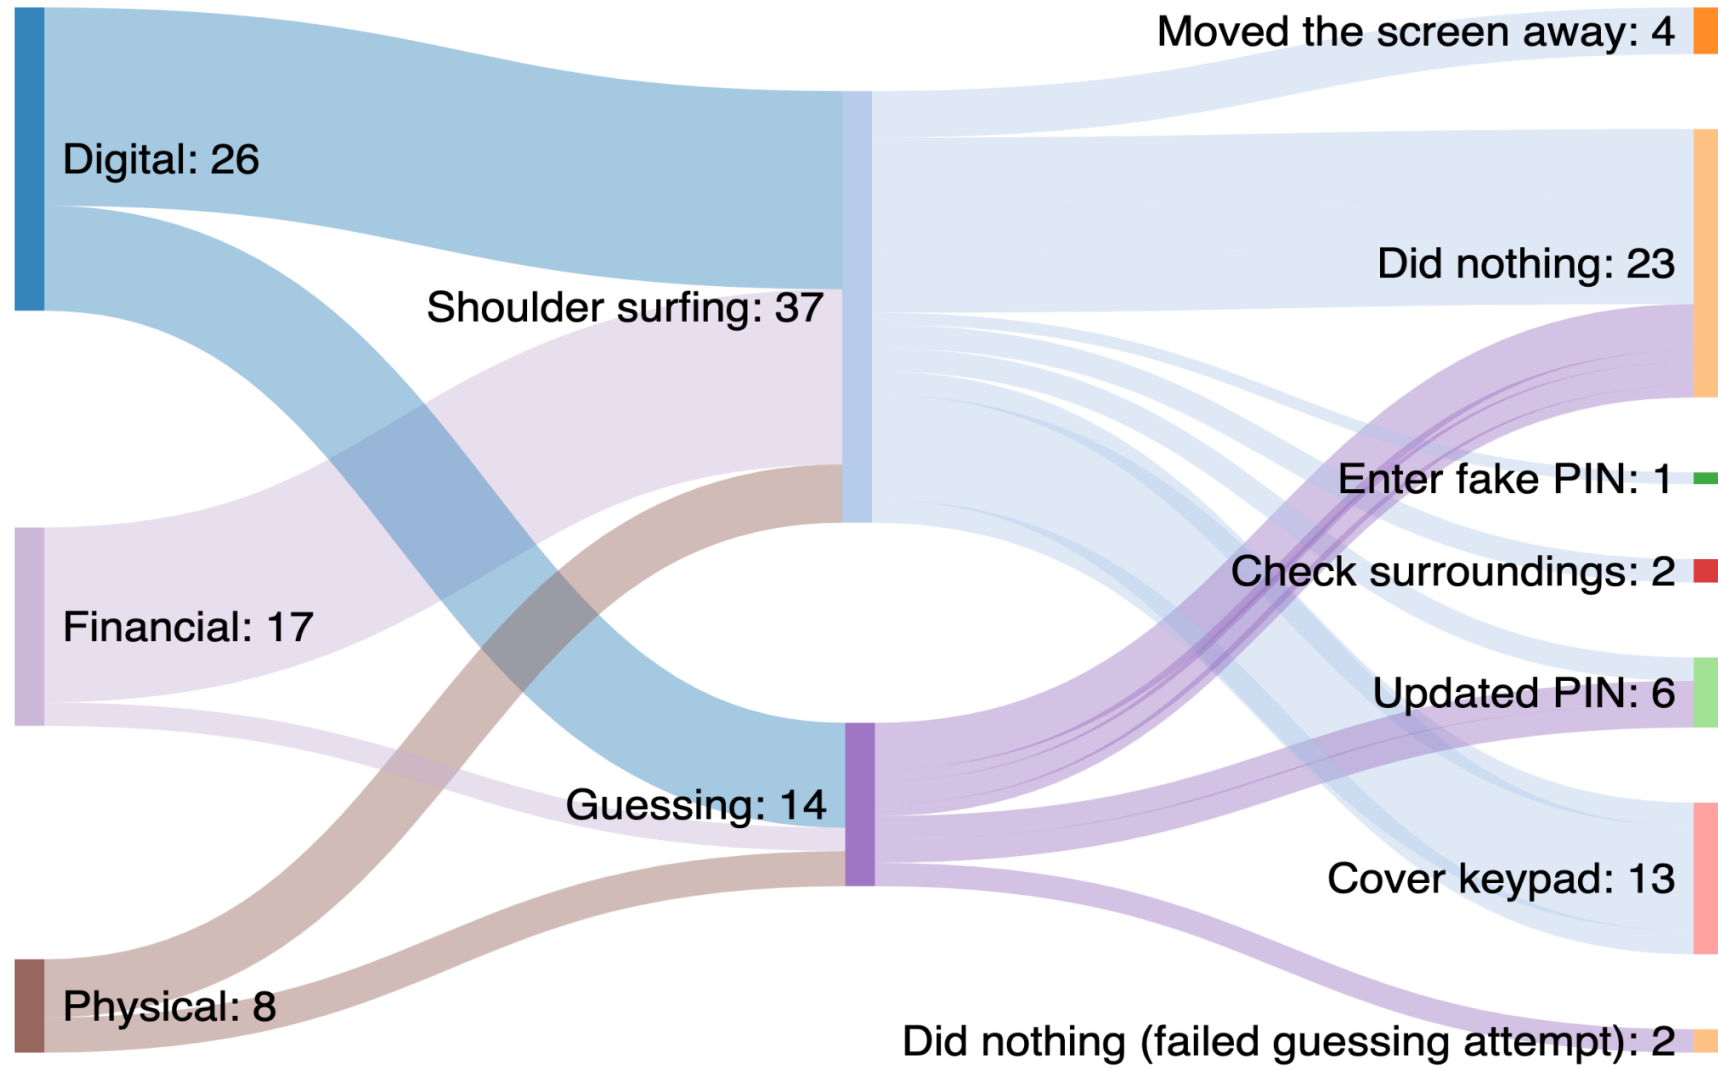 Moved the screen away: 4
Digital: 26
Did nothing: 23
Shoulder surfing: 37
Enter fake PIN: 1
Check surroundings: 2
Financial: 17
Updated PIN: 6
Guessing: 14
Cover keypad: 13
Physical: 8
Did nothing (failed guessing attempt): 2